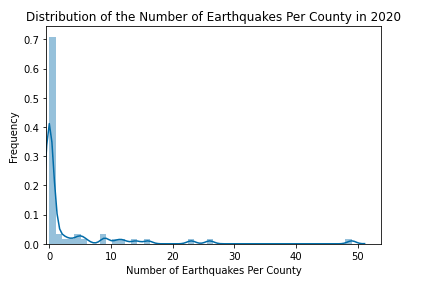 Distribution of the Number of Earthquakes Per County in 2020
0.7
0.6
0.5
0.4
0.3
0.2
0.1
0.0
Frequency
0 10 20 30 40 50
Number of Earthquakes Per County